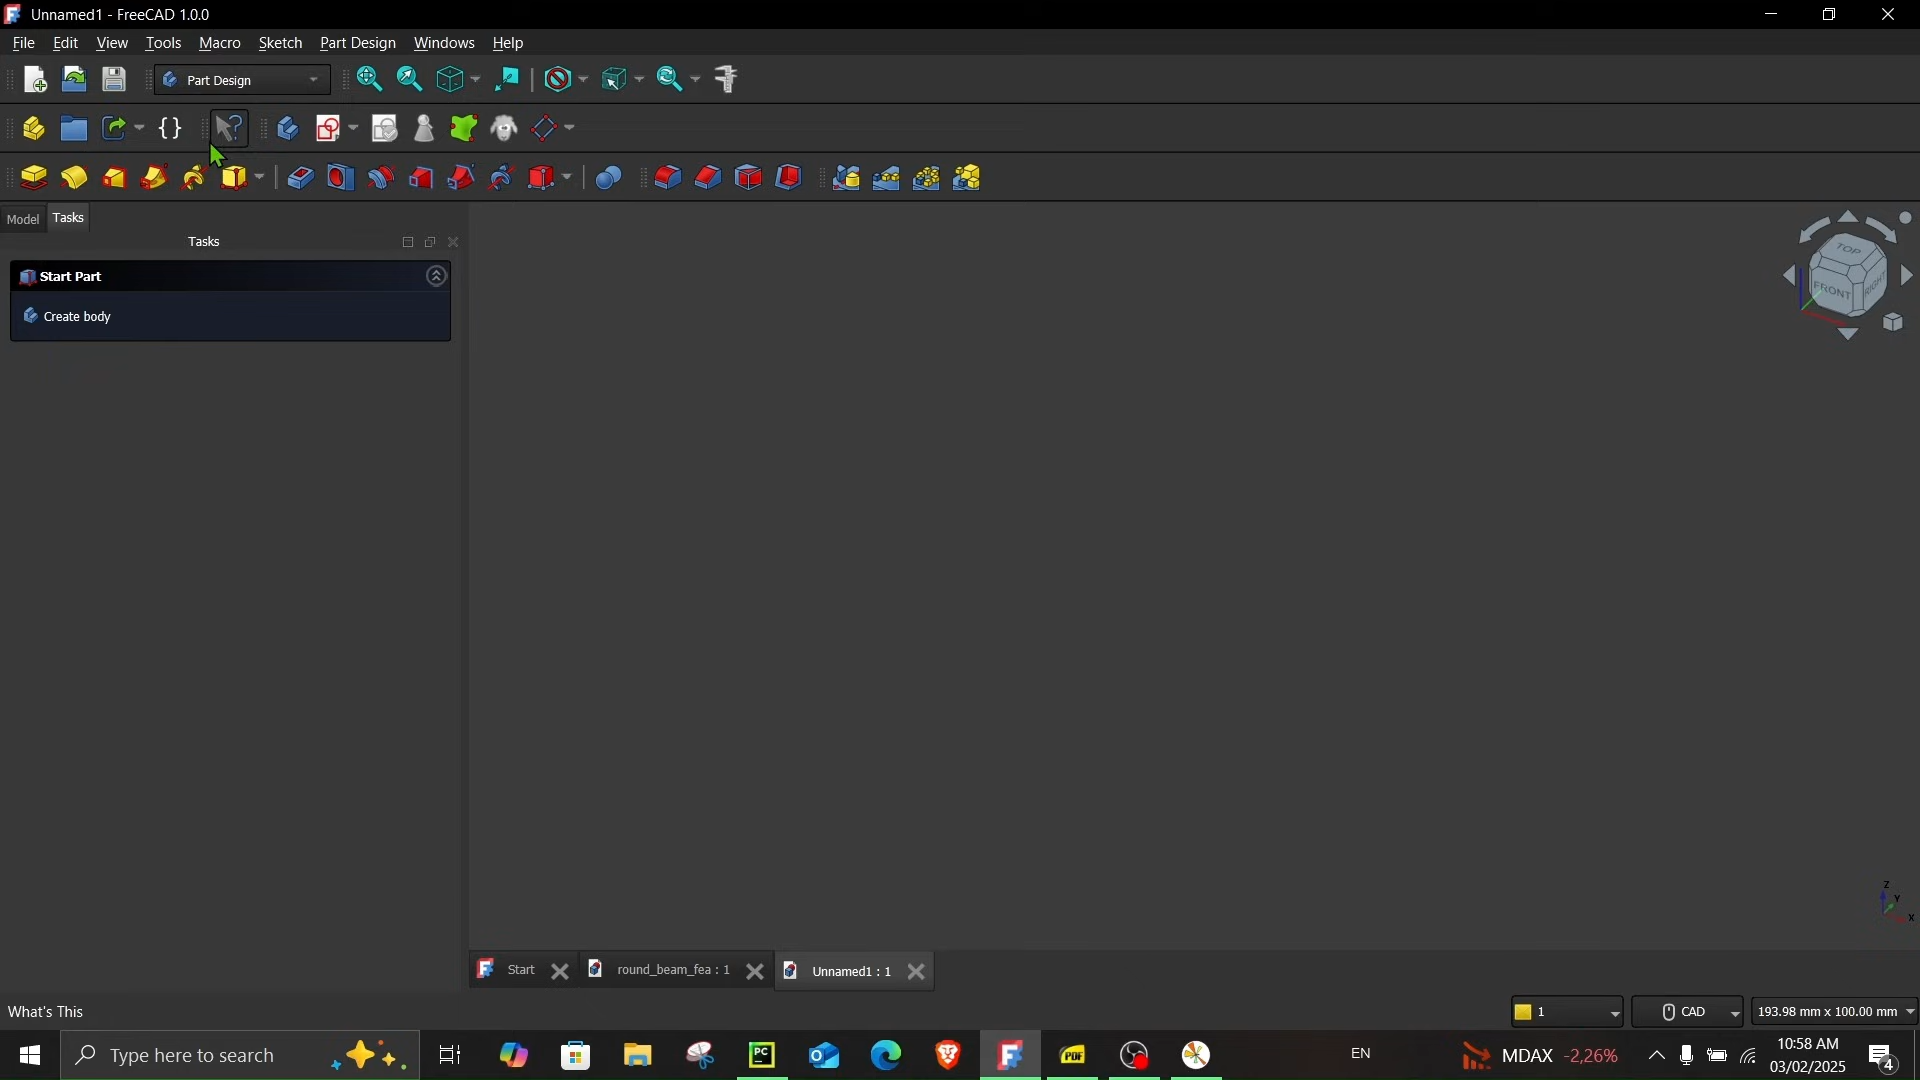 Unnamed1 - FreeCAD 1.0.0
File Edit View Tools Macro Sketch Part Design Windows Help
Part Design
Model Tasks
Tasks
Start Part
Create body
TOP
FRONT RIGHT
Z
Y
X
Start round_beam_fea : 1 Unnamed1 : 1
What's This 1 CAD 193.98 mm x 100.00 mm
Type here to search PC PDF EN MDAX -2,26% 10:58 AM
03/02/2025 4